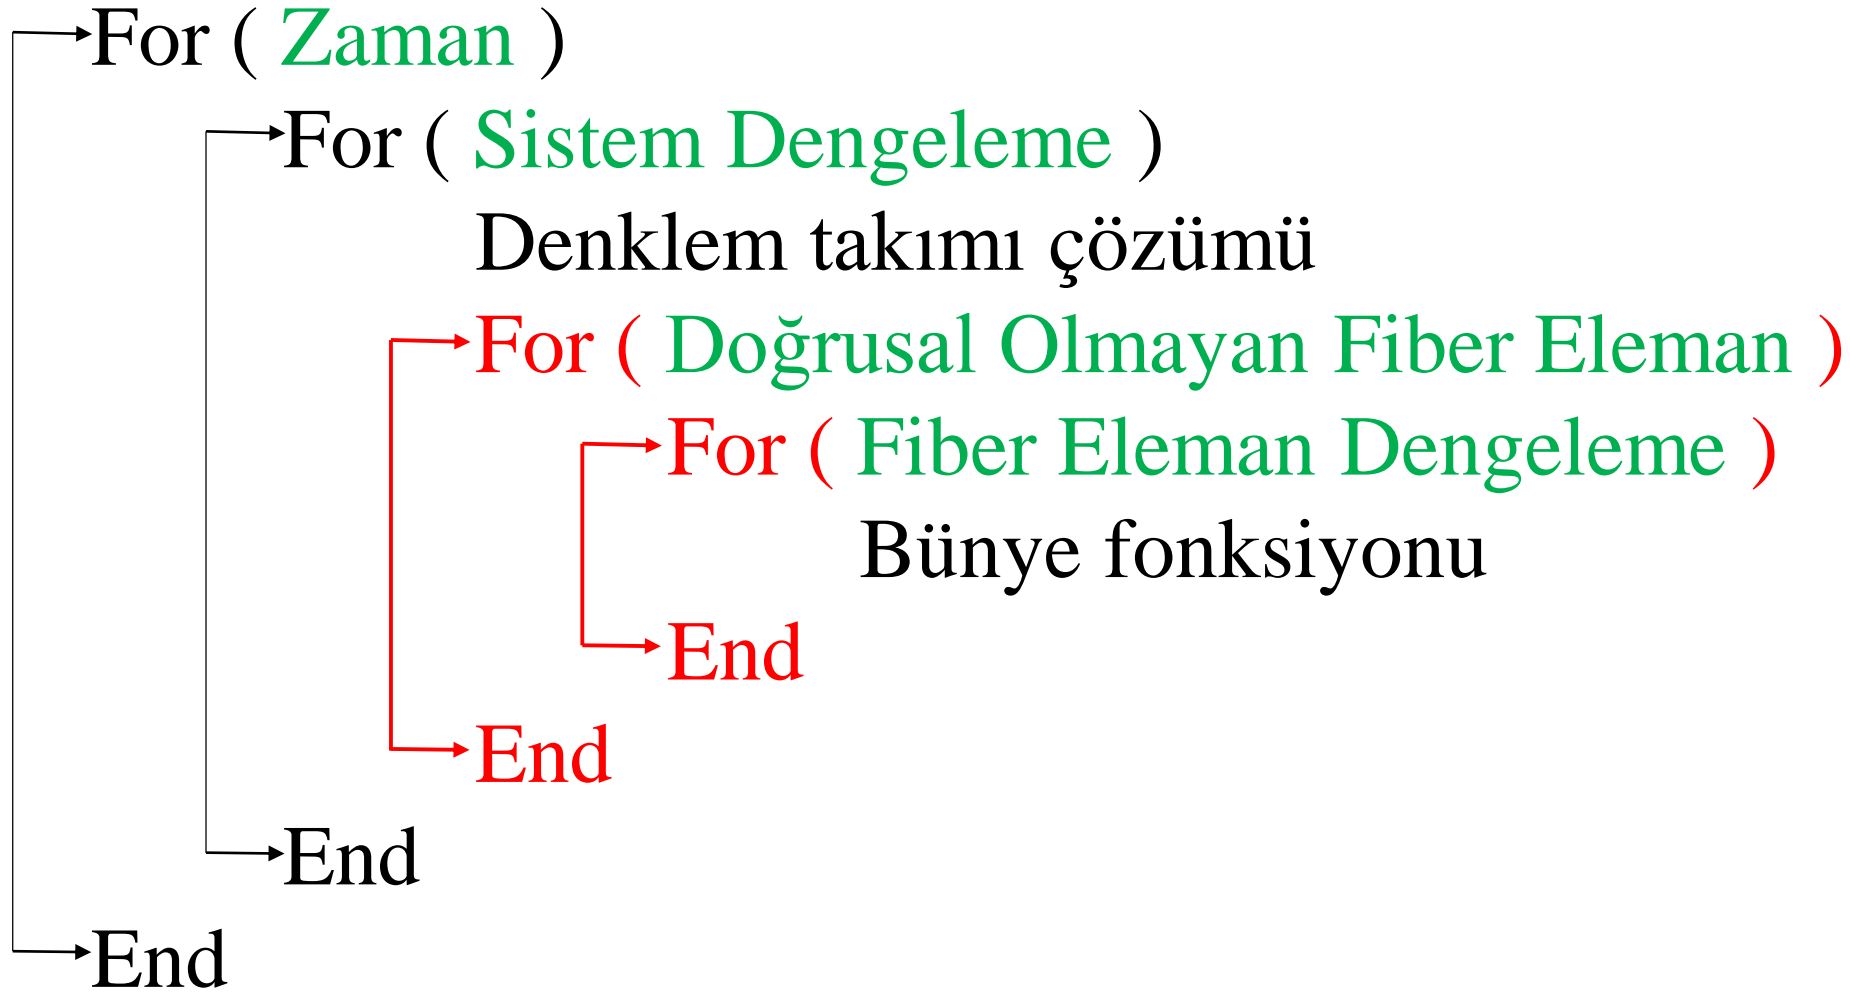 For ( Zaman )
For ( Sistem Dengeleme )
Denklem takımı çözümü
For ( Doğrusal Olmayan Fiber Eleman )
For ( Fiber Eleman Dengeleme )
Bünye fonksiyonu
End
End
End
End